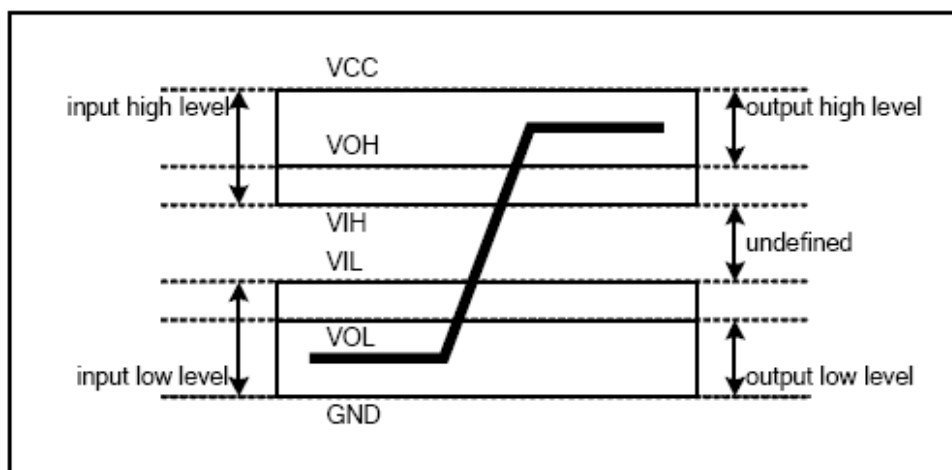 VCC
input high level
output high level
VOH
VIH
undefined
VIL
VOL
input low level
output low level
GND